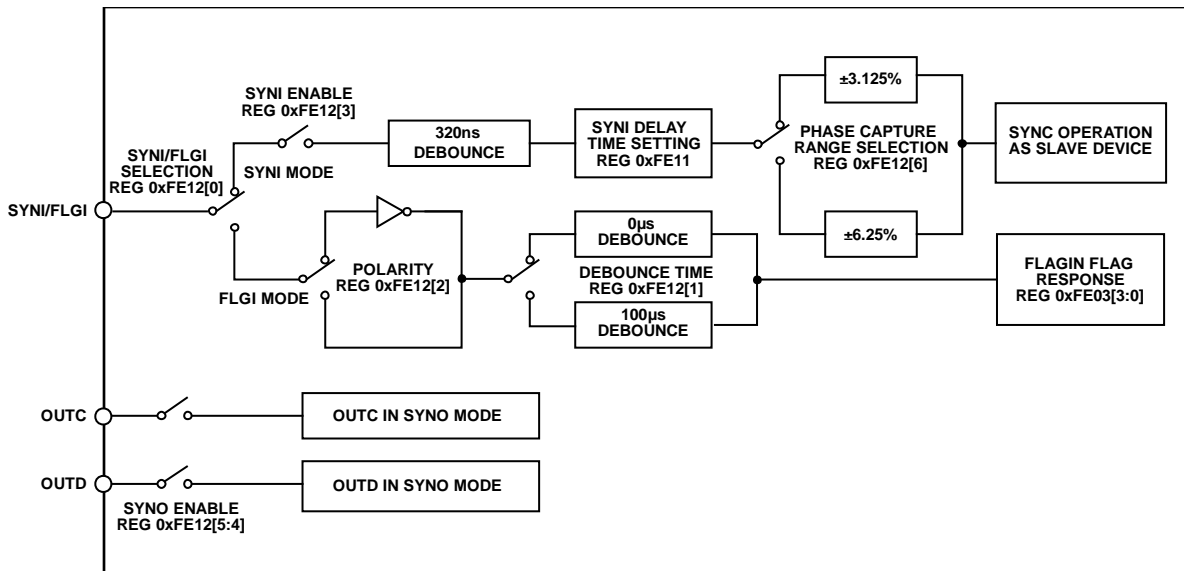 SYNI ENABLE
REG 0xFE12[3]
320ns
DEBOUNCE
SYNI DELAY
TIME SETTING
REG 0xFE11
±3.125%
PHASE CAPTURE
RANGE SELECTION
REG 0xFE12[6]
±6.25%
SYNC OPERATION
AS SLAVE DEVICE
SYNI/FLGI
SELECTION
REG 0xFE12[0]
SYNI MODE
SYNI/FLGI
FLGI MODE
POLARITY
REG 0xFE12[2]
0µs
DEBOUNCE
DEBOUNCE TIME
REG 0xFE12[1]
100µs
DEBOUNCE
FLAGIN FLAG
RESPONSE
REG 0xFE03[3:0]
OUTC
OUTC IN SYNO MODE
OUTD
OUTD IN SYNO MODE
SYNO ENABLE
REG 0xFE12[5:4]